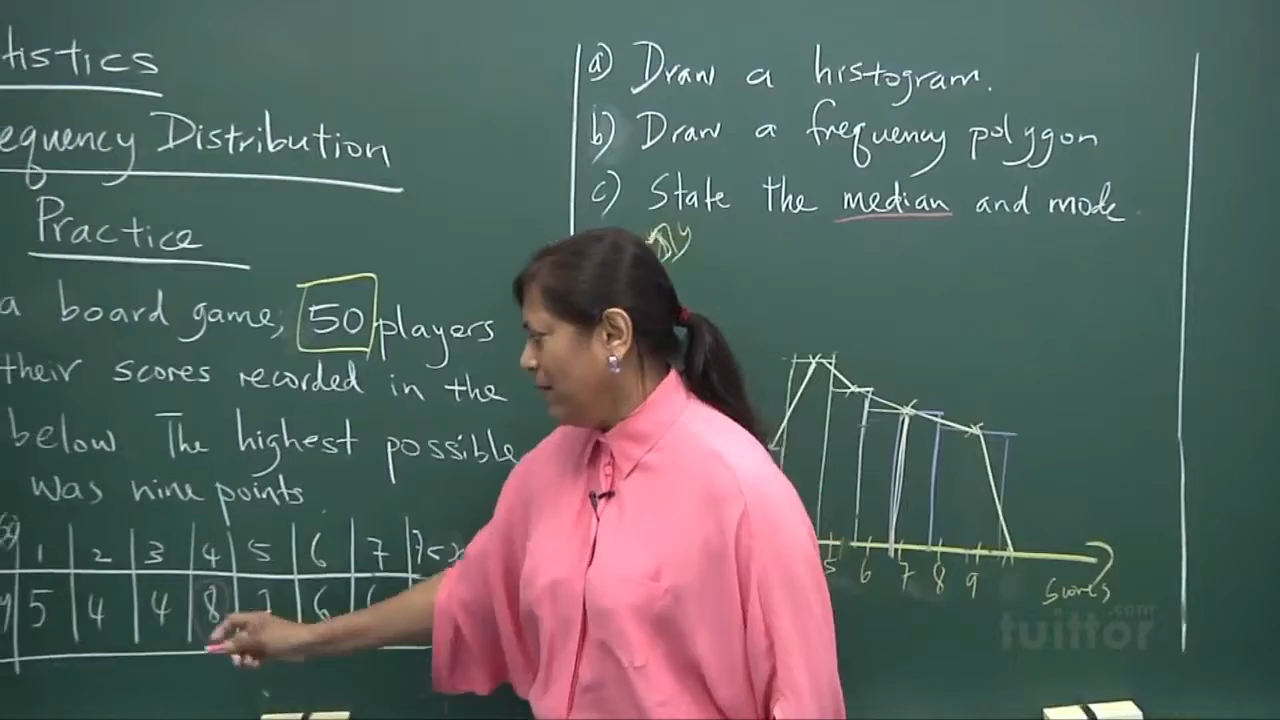 tistics
equency Distribution
Practice
a board game, 50 players
their scores recorded in the
below The highest possible
was nine points
1 2 3 4 5 6 7
y 5 4 4 8 6
a) Draw a histogram.
b) Draw a frequency polygon
c) State the median and mode.
5 6 7 8 9
Scores
tuittor.com